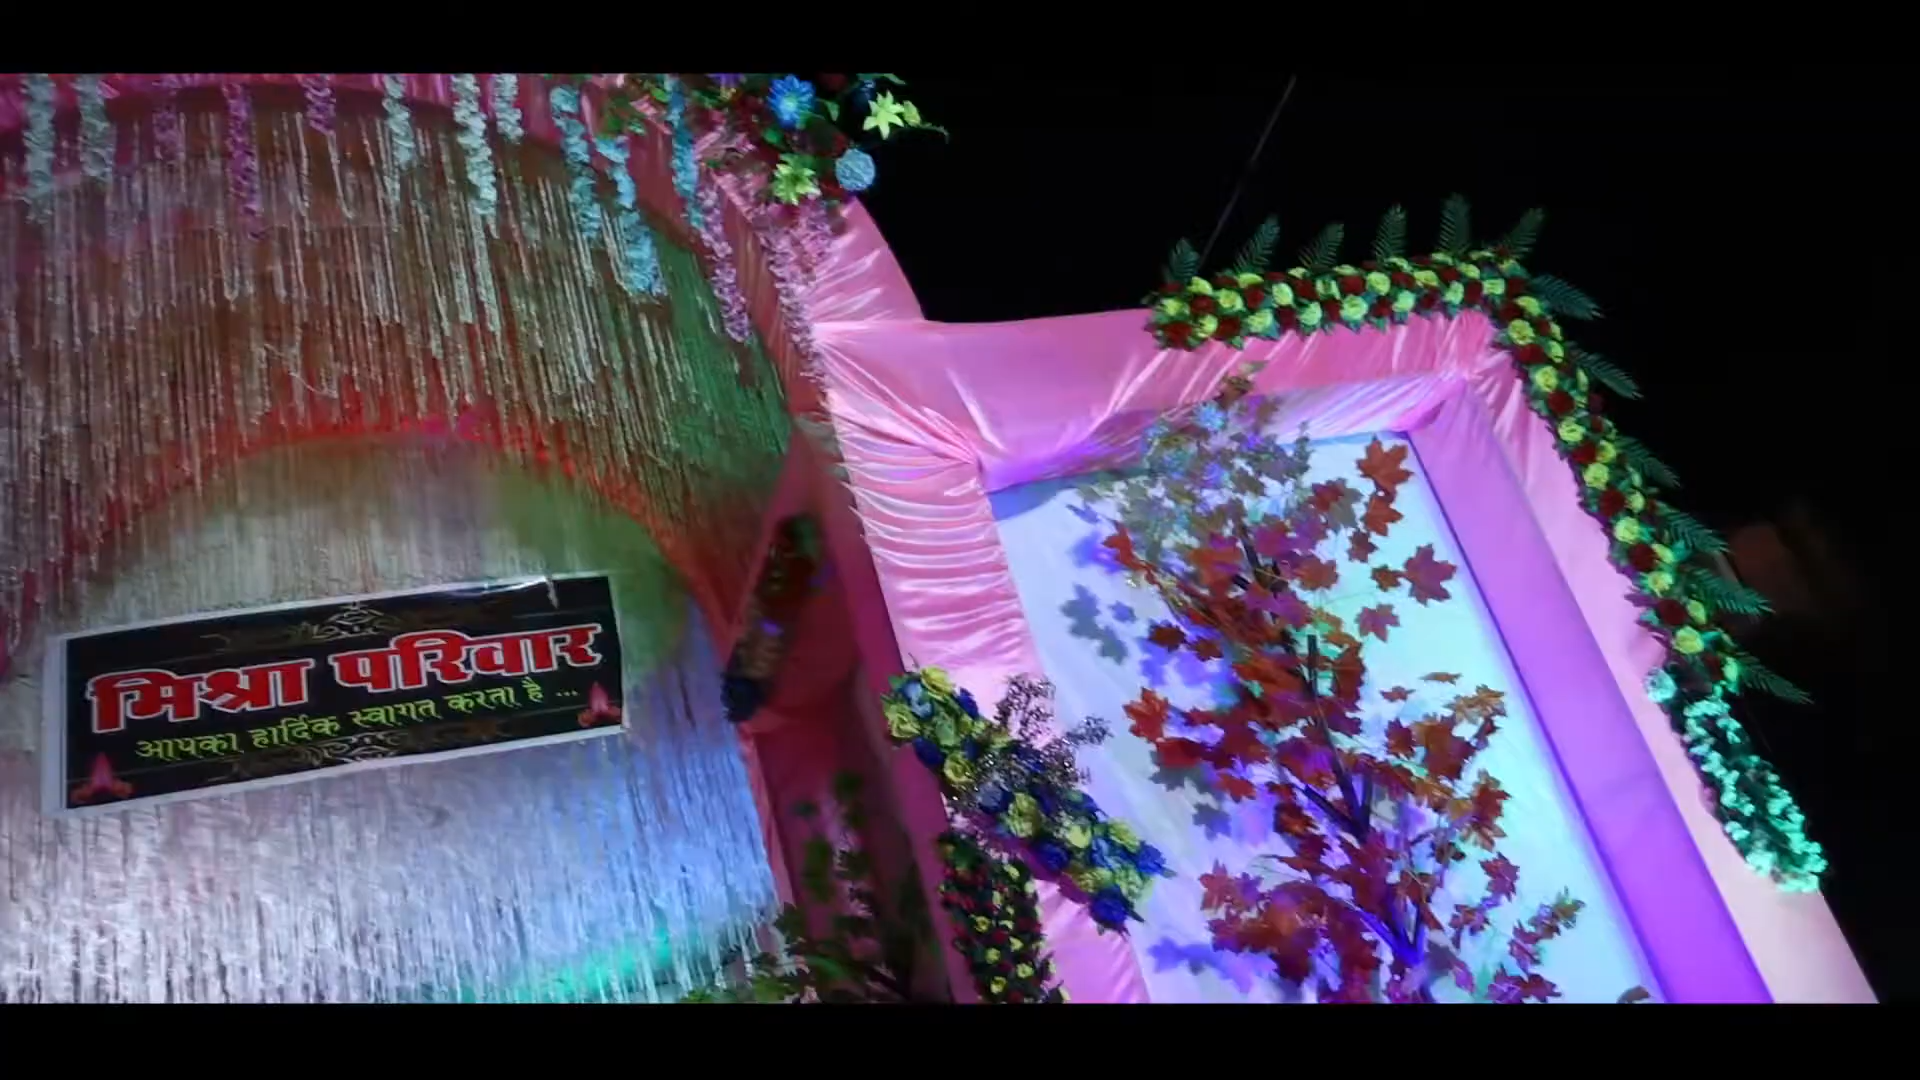 मिश्रा परिवार
आपका हार्दिक स्वागत करता है ...